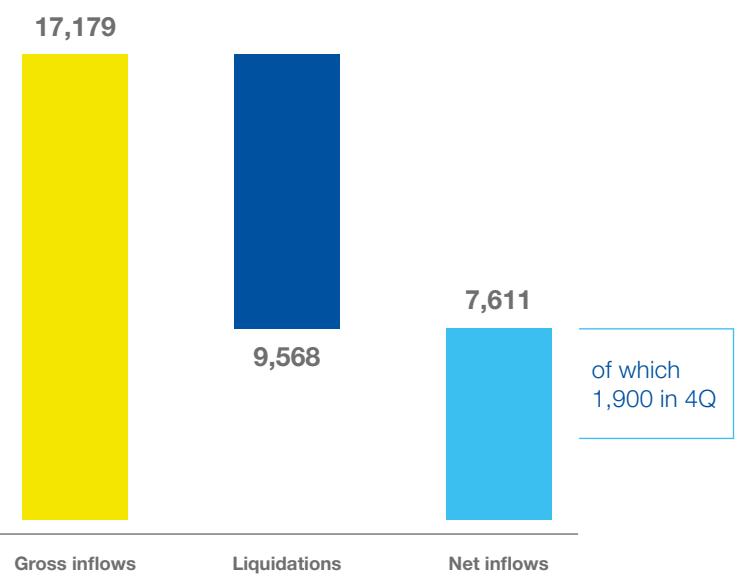 17,179
9,568
7,611
of which
1,900 in 4Q
Gross inflows
Liquidations
Net inflows